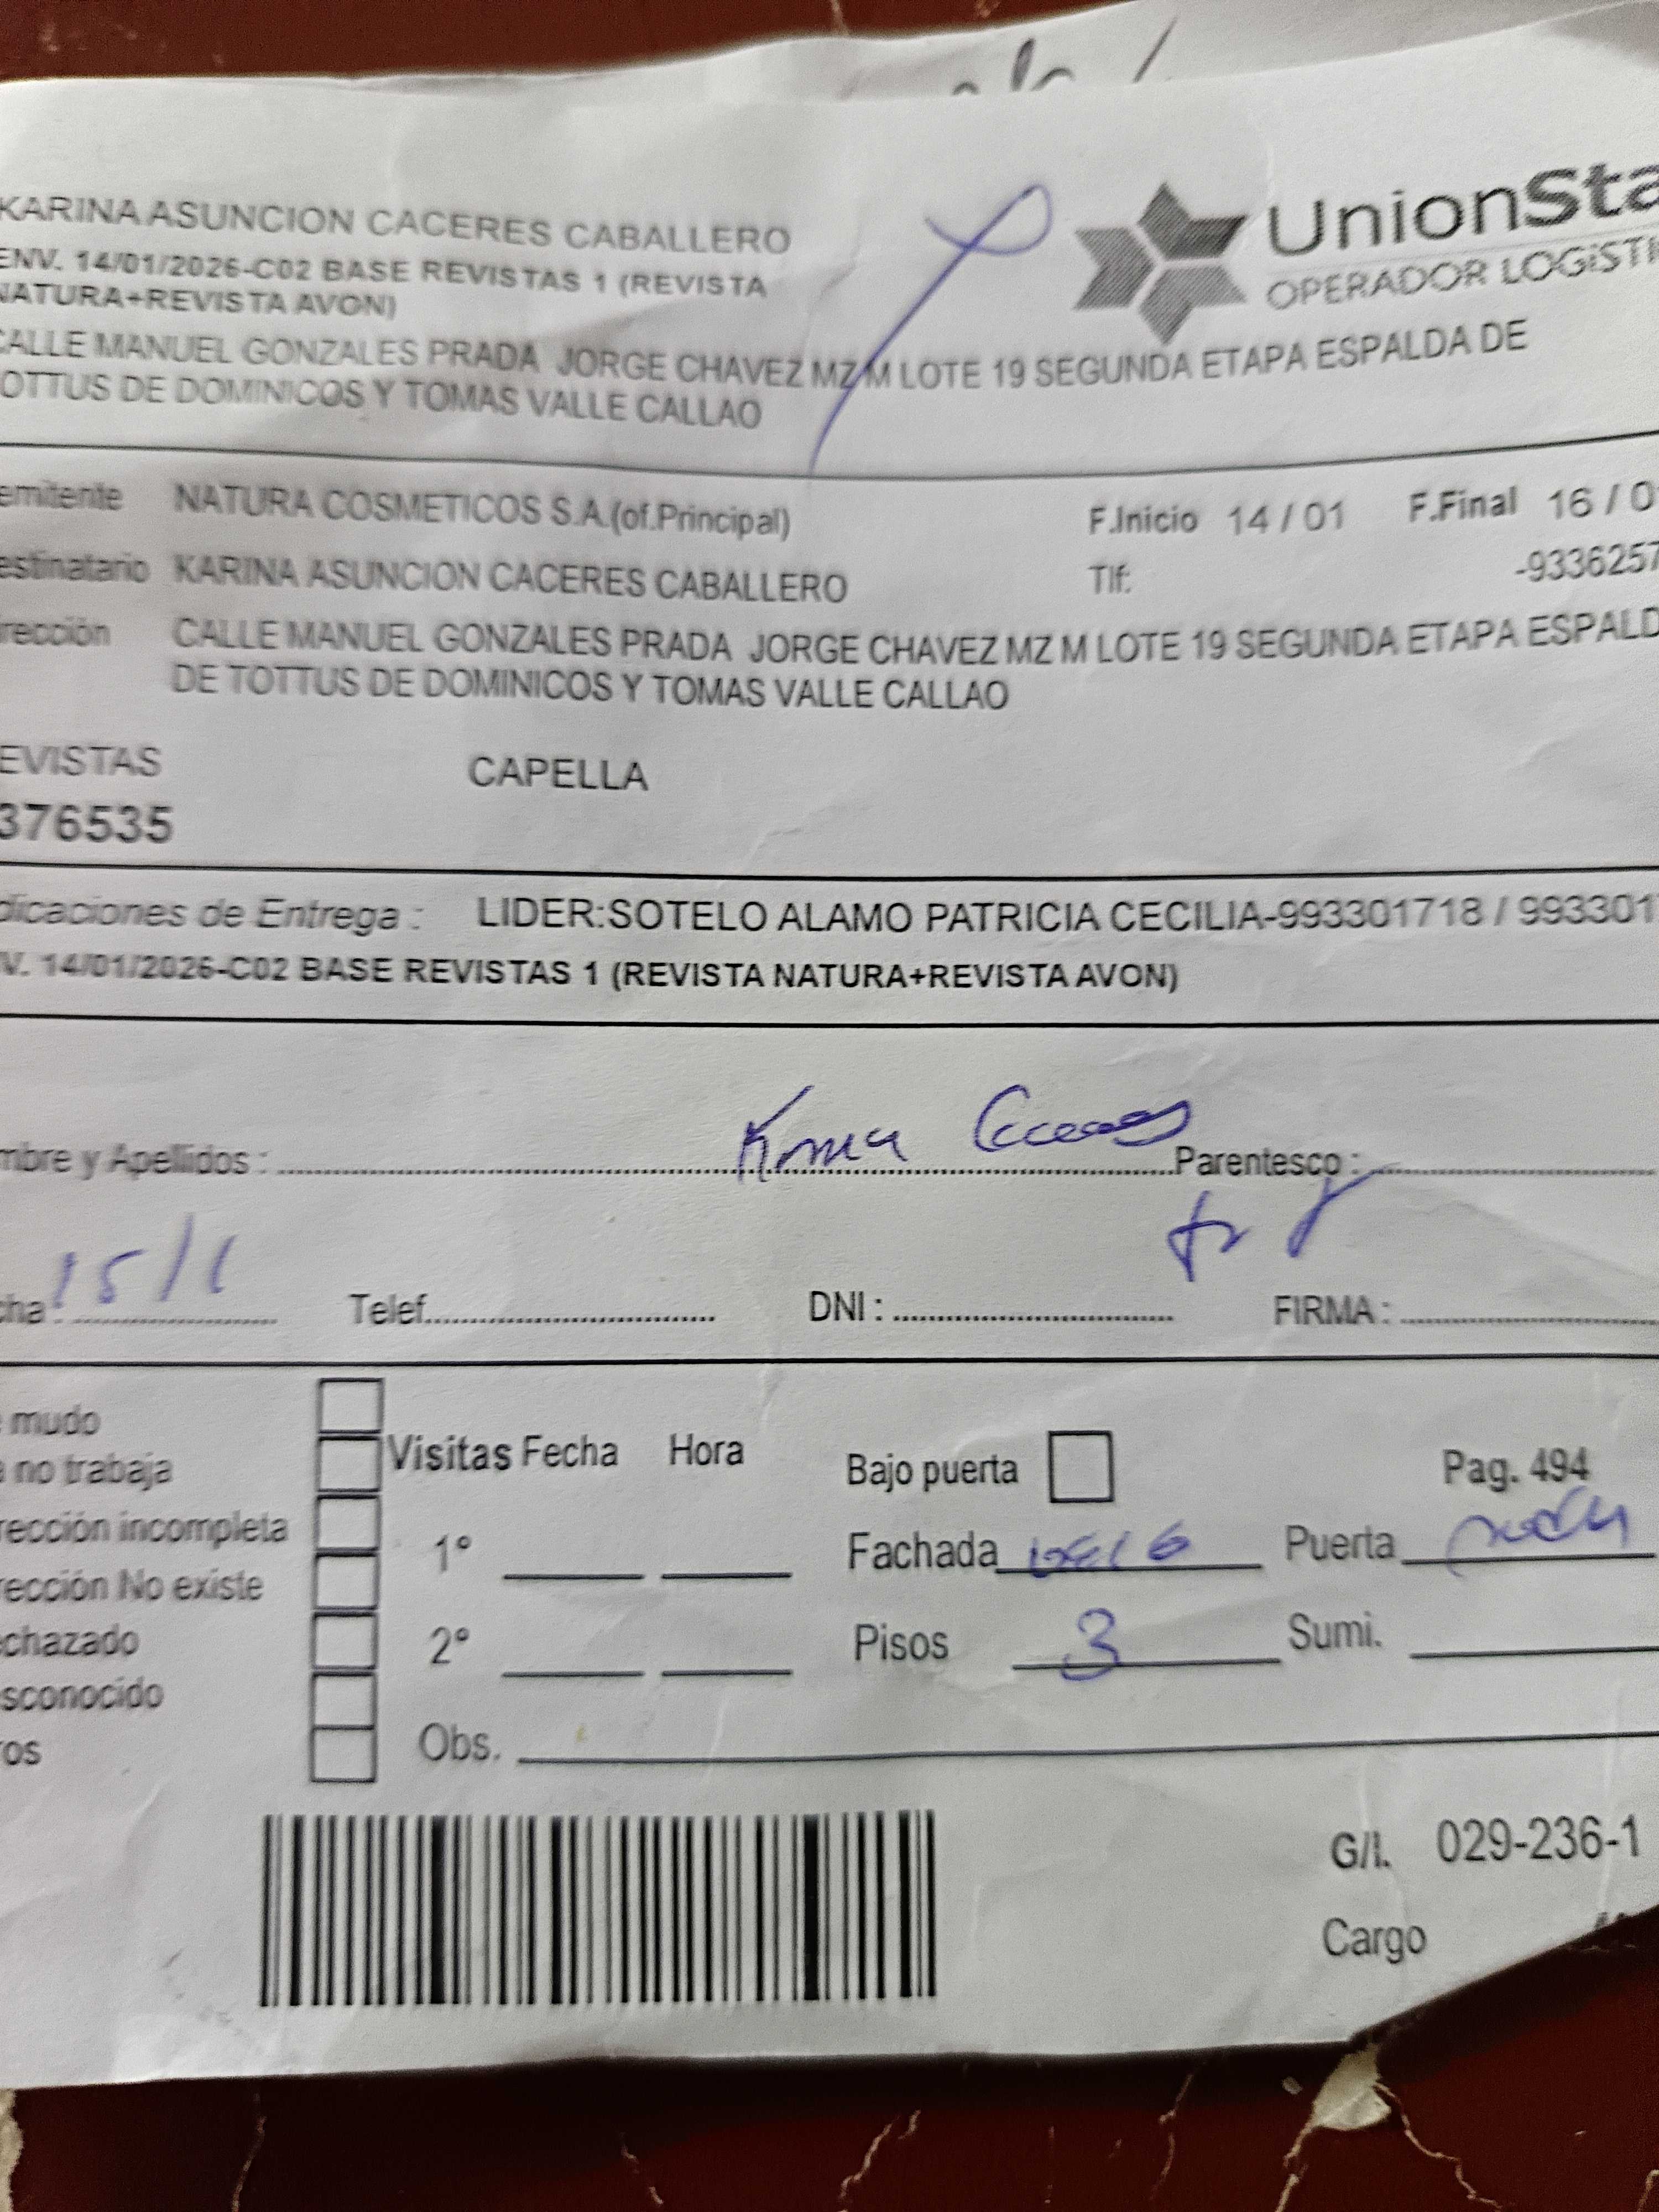 KARINA ASUNCION CACERES CABALLERO
ENV. 14/01/2026-C02 BASE REVISTAS 1 (REVISTA
NATURA+REVISTA AVON)
CALLE MANUEL GONZALES PRADA JORGE CHAVEZ MZ M LOTE 19 SEGUNDA ETAPA ESPALDA DE
OTTUS DE DOMINICOS Y TOMAS VALLE CALLAO
UnionSta
OPERADOR LOGíSTI
emitente NATURA COSMETICOS S.A.(of.Principal) F.Inicio 14 / 01 F.Final 16 / 0
estinatario KARINA ASUNCION CACERES CABALLERO Tlf: -9336257
irección CALLE MANUEL GONZALES PRADA JORGE CHAVEZ MZ M LOTE 19 SEGUNDA ETAPA ESPALD
DE TOTTUS DE DOMINICOS Y TOMAS VALLE CALLAO
EVISTAS CAPELLA
376535
dicaciones de Entrega : LIDER:SOTELO ALAMO PATRICIA CECILIA-993301718 / 993301
V. 14/01/2026-C02 BASE REVISTAS 1 (REVISTA NATURA+REVISTA AVON)
mbre y Apellidos : Caceres Parentesco :
cha : 15/1 Telef. DNI : FIRMA :
e mudo
a no trabaja
rección incompleta
rección No existe
echazado
esconocido
ros
Visitas Fecha Hora
1°
2°
Obs.
Bajo puerta Pag. 494
Fachada Puerta
Pisos 3 Sumi.
G/I. 029-236-1
Cargo